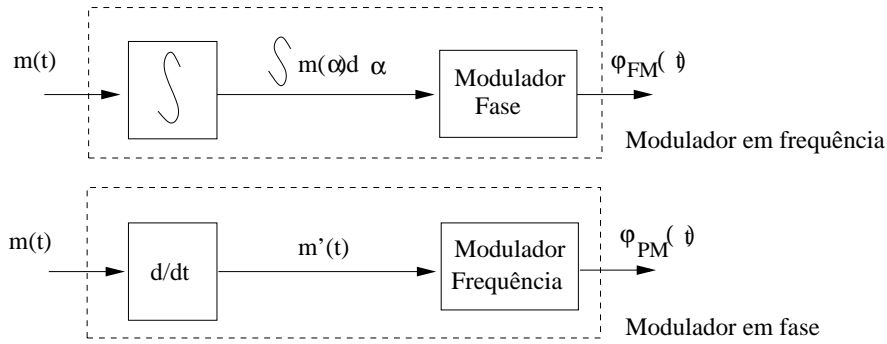 m(t)
∫
∫ m(α)d α
Modulador
Fase
φFM( t)
Modulador em frequência
m(t)
d/dt
m'(t)
Modulador
Frequência
φPM( t)
Modulador em fase